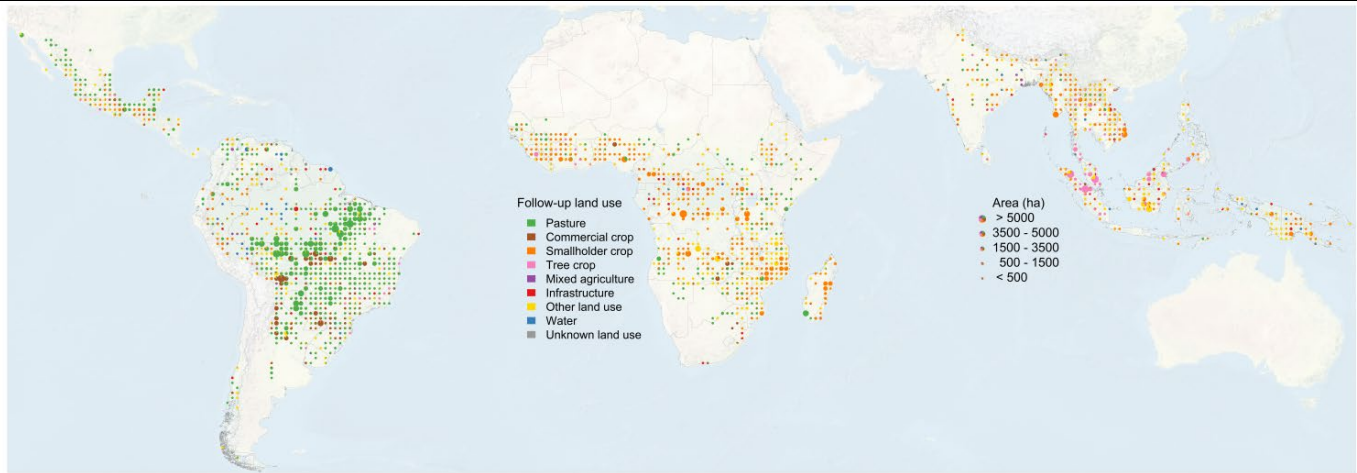 Follow-up land use
Pasture
Commercial crop
Smallholder crop
Tree crop
Mixed agriculture
Infrastructure
Other land use
Water
Unknown land use
Area (ha)
> 5000
3500 - 5000
1500 - 3500
500 - 1500
< 500